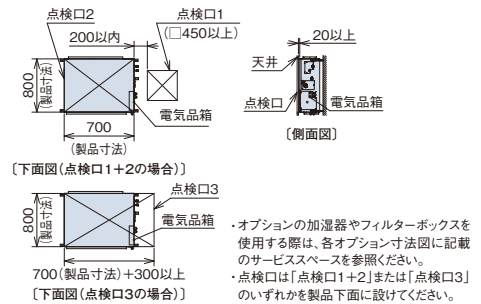 点検口2
200以内
点検口1
(□450以上)
800
(製品寸法)
電気品箱
700
(製品寸法)
〔下面図(点検口1+2の場合)〕
20以上
天井
点検口
電気品箱
〔側面図〕
点検口3
800
(製品寸法)
電気品箱
700(製品寸法)+300以上
〔下面図(点検口3の場合)〕
・オプションの加湿器やフィルターボックスを
使用する際は、各オプション寸法図に記載
のサービススペースを参照ください。
・点検口は「点検口1+2」または「点検口3」
のいずれかを製品下面に設けてください。